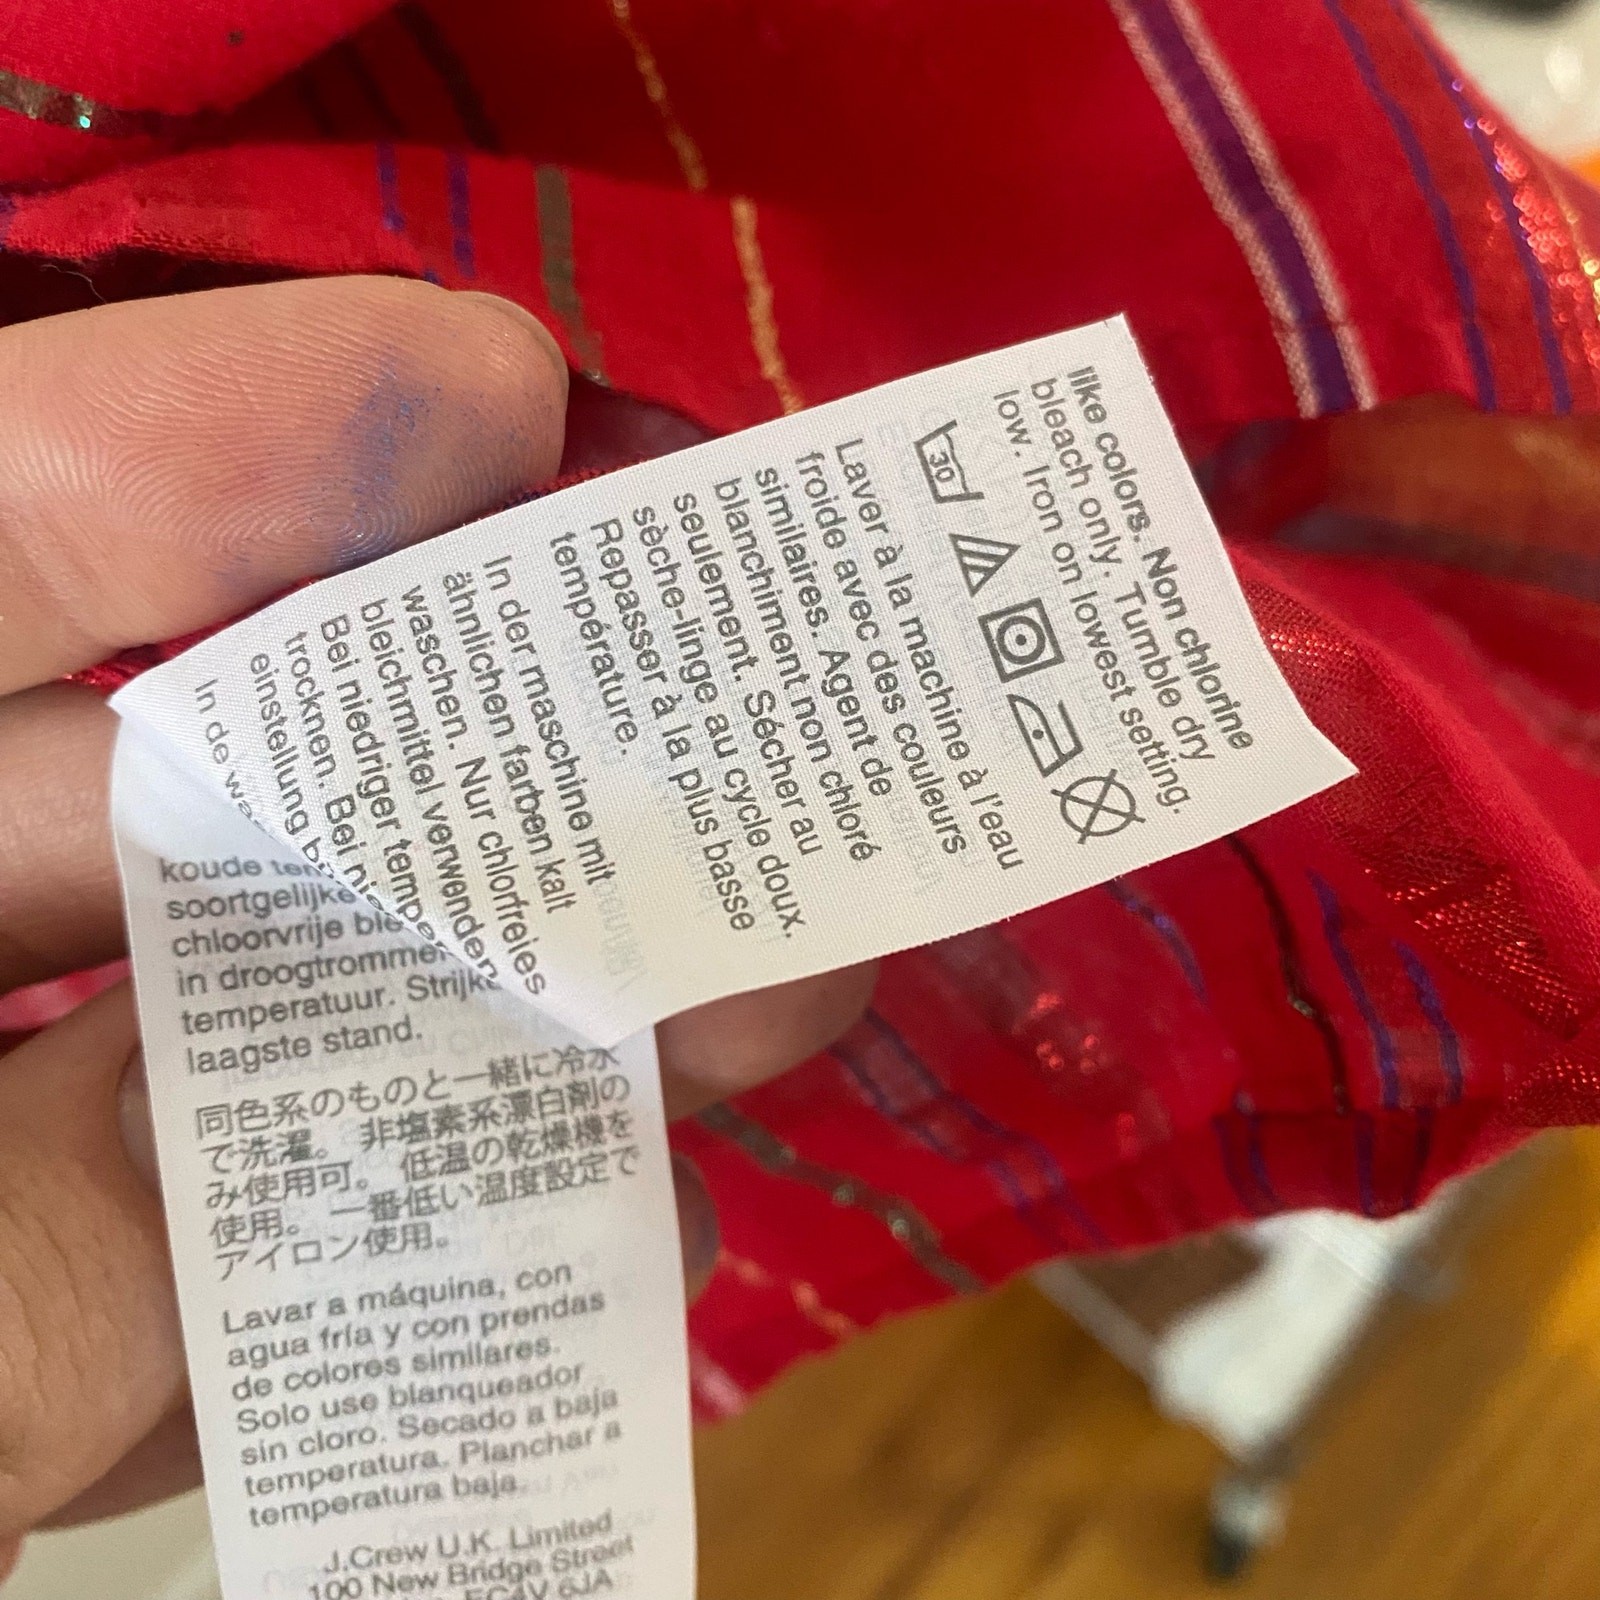 like colors. Non chlorine
bleach only. Tumble dry
low. Iron on lowest setting.
30
Laver à la machine à l'eau
froide avec des couleurs
similaires. Agent de
blanchiment non chloré
seulement. Sécher au
sèche-linge au cycle doux.
Repasser à la plus basse
température.
In der maschine mit
ähnlichen farben kalt
waschen. Nur chlorfreies
bleichmittel verwenden
Bei niedriger temper
trocknen. Bei
einstellung
In de
koude
soortgelijke
chloorvrije
in droogtrommel
temperatuur. Strijk
laagste stand.
同色系のものと一緒に冷水
で洗濯。 非塩素系漂白剤の
み使用可。 低温の乾燥機を
使用。 一番低い温度設定で
アイロン使用。
Lavar a máquina, con
agua fría y con prendas
de colores similares.
Solo use blanqueador
sin cloro. Secado a baja
temperatura. Planchar a
temperatura baja.
J.Crew U.K. Limited
100 New Bridge Street
EC4V 6JA